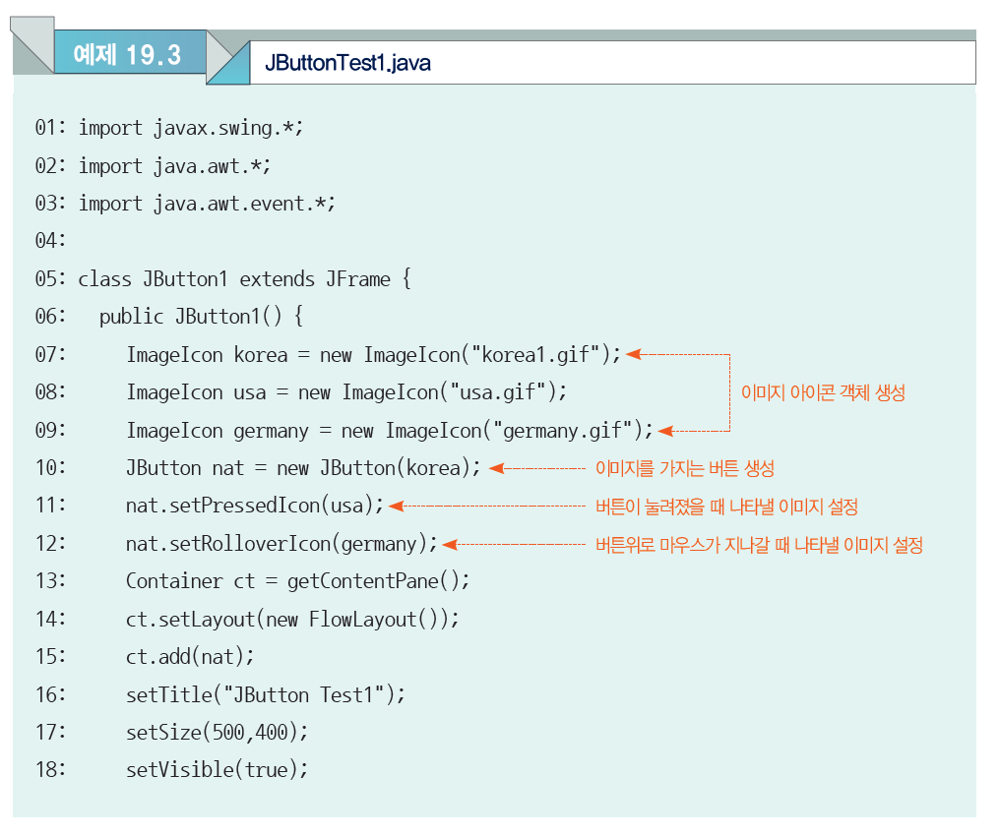 예제 19.3
JButtonTest1.java
01: import javax.swing.*;
02: import java.awt.*;
03: import java.awt.event.*;
04:
05: class JButton1 extends JFrame {
06: public JButton1() {
07: ImageIcon korea = new ImageIcon("korea1.gif");
08: ImageIcon usa = new ImageIcon("usa.gif"); 이미지 아이콘 객체 생성
09: ImageIcon germany = new ImageIcon("germany.gif");
10: JButton nat = new JButton(korea); 이미지를 가지는 버튼 생성
11: nat.setPressedIcon(usa); 버튼이 눌려졌을 때 나타낼 이미지 설정
12: nat.setRolloverIcon(germany); 버튼위로 마우스가 지나갈 때 나타낼 이미지 설정
13: Container ct = getContentPane();
14: ct.setLayout(new FlowLayout());
15: ct.add(nat);
16: setTitle("JButton Test1");
17: setSize(500,400);
18: setVisible(true);